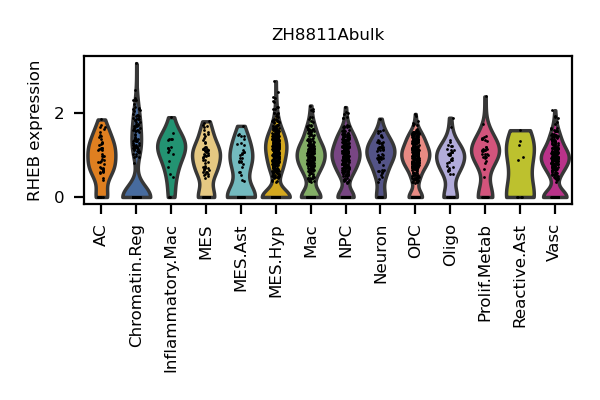 ZH8811Abulk
RHEB expression
2
0
AC
Chromatin.Reg
Inflammatory.Mac
MES
MES.Ast
MES.Hyp
Mac
NPC
Neuron
OPC
Oligo
Prolif.Metab
Reactive.Ast
Vasc